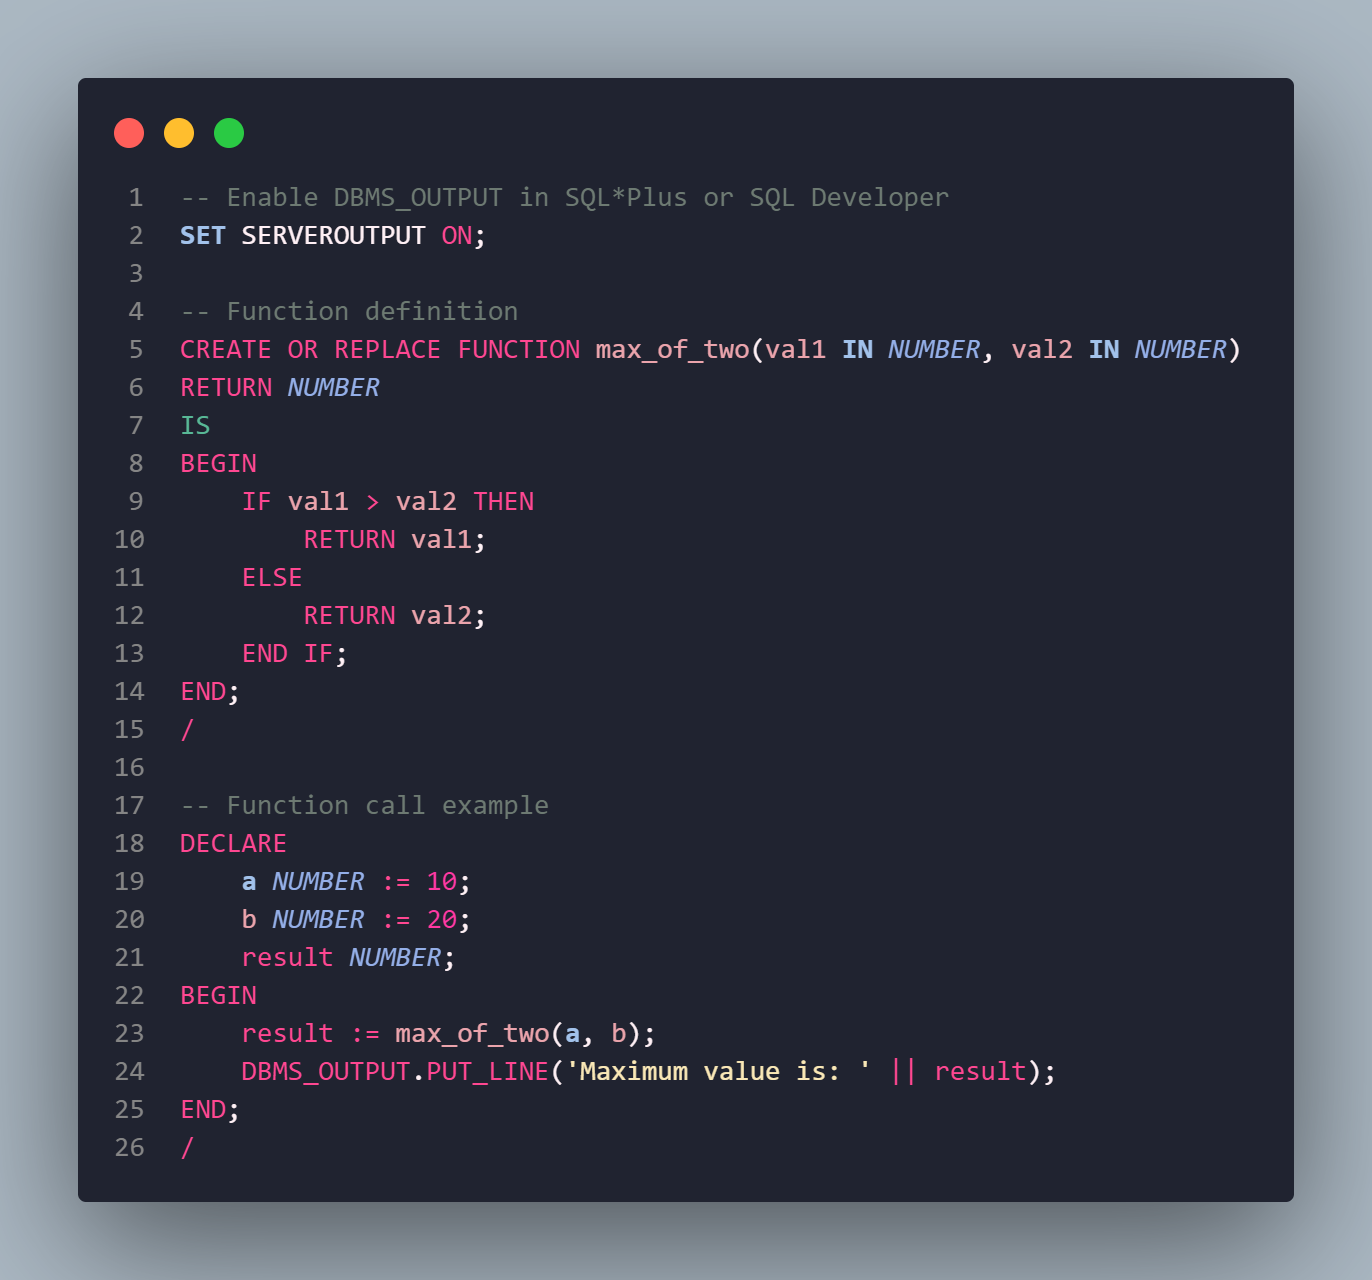 1 -- Enable DBMS_OUTPUT in SQL*Plus or SQL Developer
2 SET SERVEROUTPUT ON;
3
4 -- Function definition
5 CREATE OR REPLACE FUNCTION max_of_two(val1 IN NUMBER, val2 IN NUMBER)
6 RETURN NUMBER
7 IS
8 BEGIN
9     IF val1 > val2 THEN
10         RETURN val1;
11     ELSE
12         RETURN val2;
13     END IF;
14 END;
15 /
16
17 -- Function call example
18 DECLARE
19     a NUMBER := 10;
20     b NUMBER := 20;
21     result NUMBER;
22 BEGIN
23     result := max_of_two(a, b);
24     DBMS_OUTPUT.PUT_LINE('Maximum value is: ' || result);
25 END;
26 /